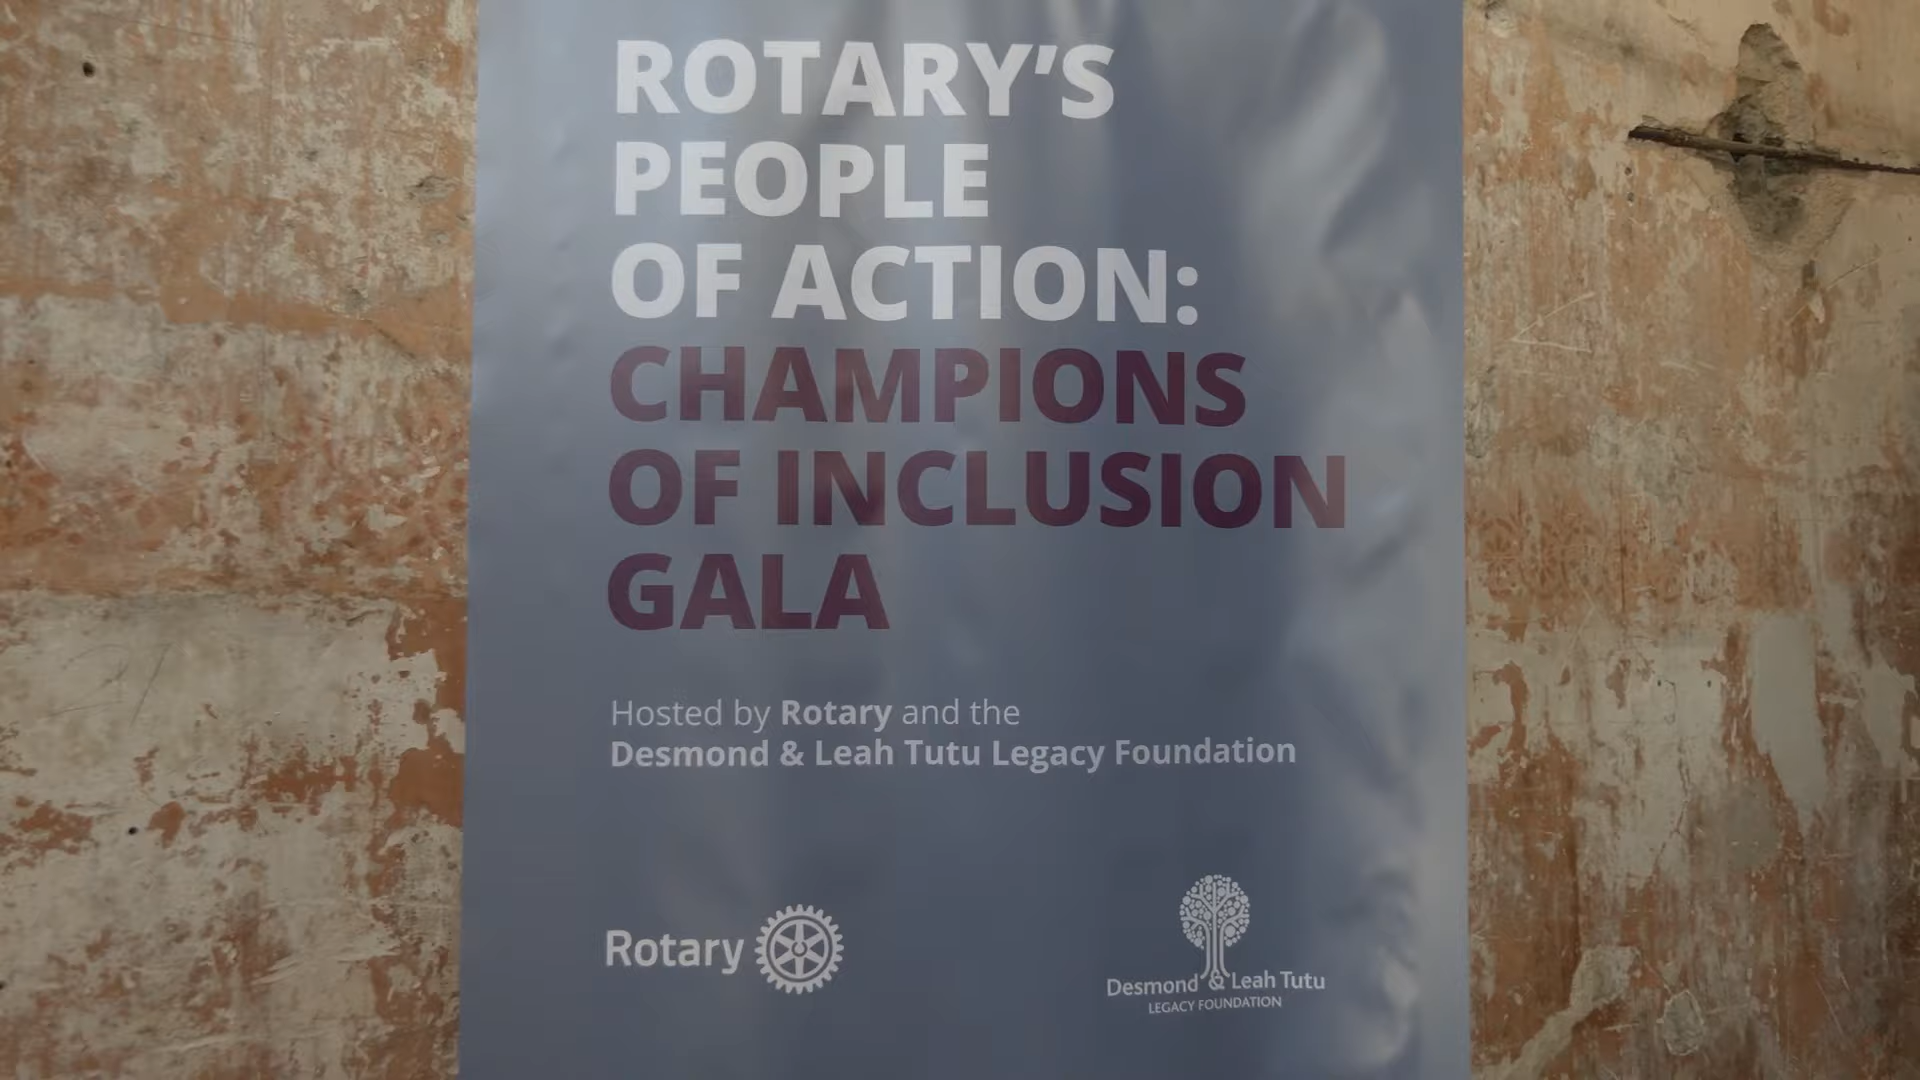 ROTARY'S
PEOPLE
OF ACTION:
CHAMPIONS
OF INCLUSION
GALA
Hosted by Rotary and the
Desmond & Leah Tutu Legacy Foundation
Rotary
Desmond & Leah Tutu
LEGACY FOUNDATION